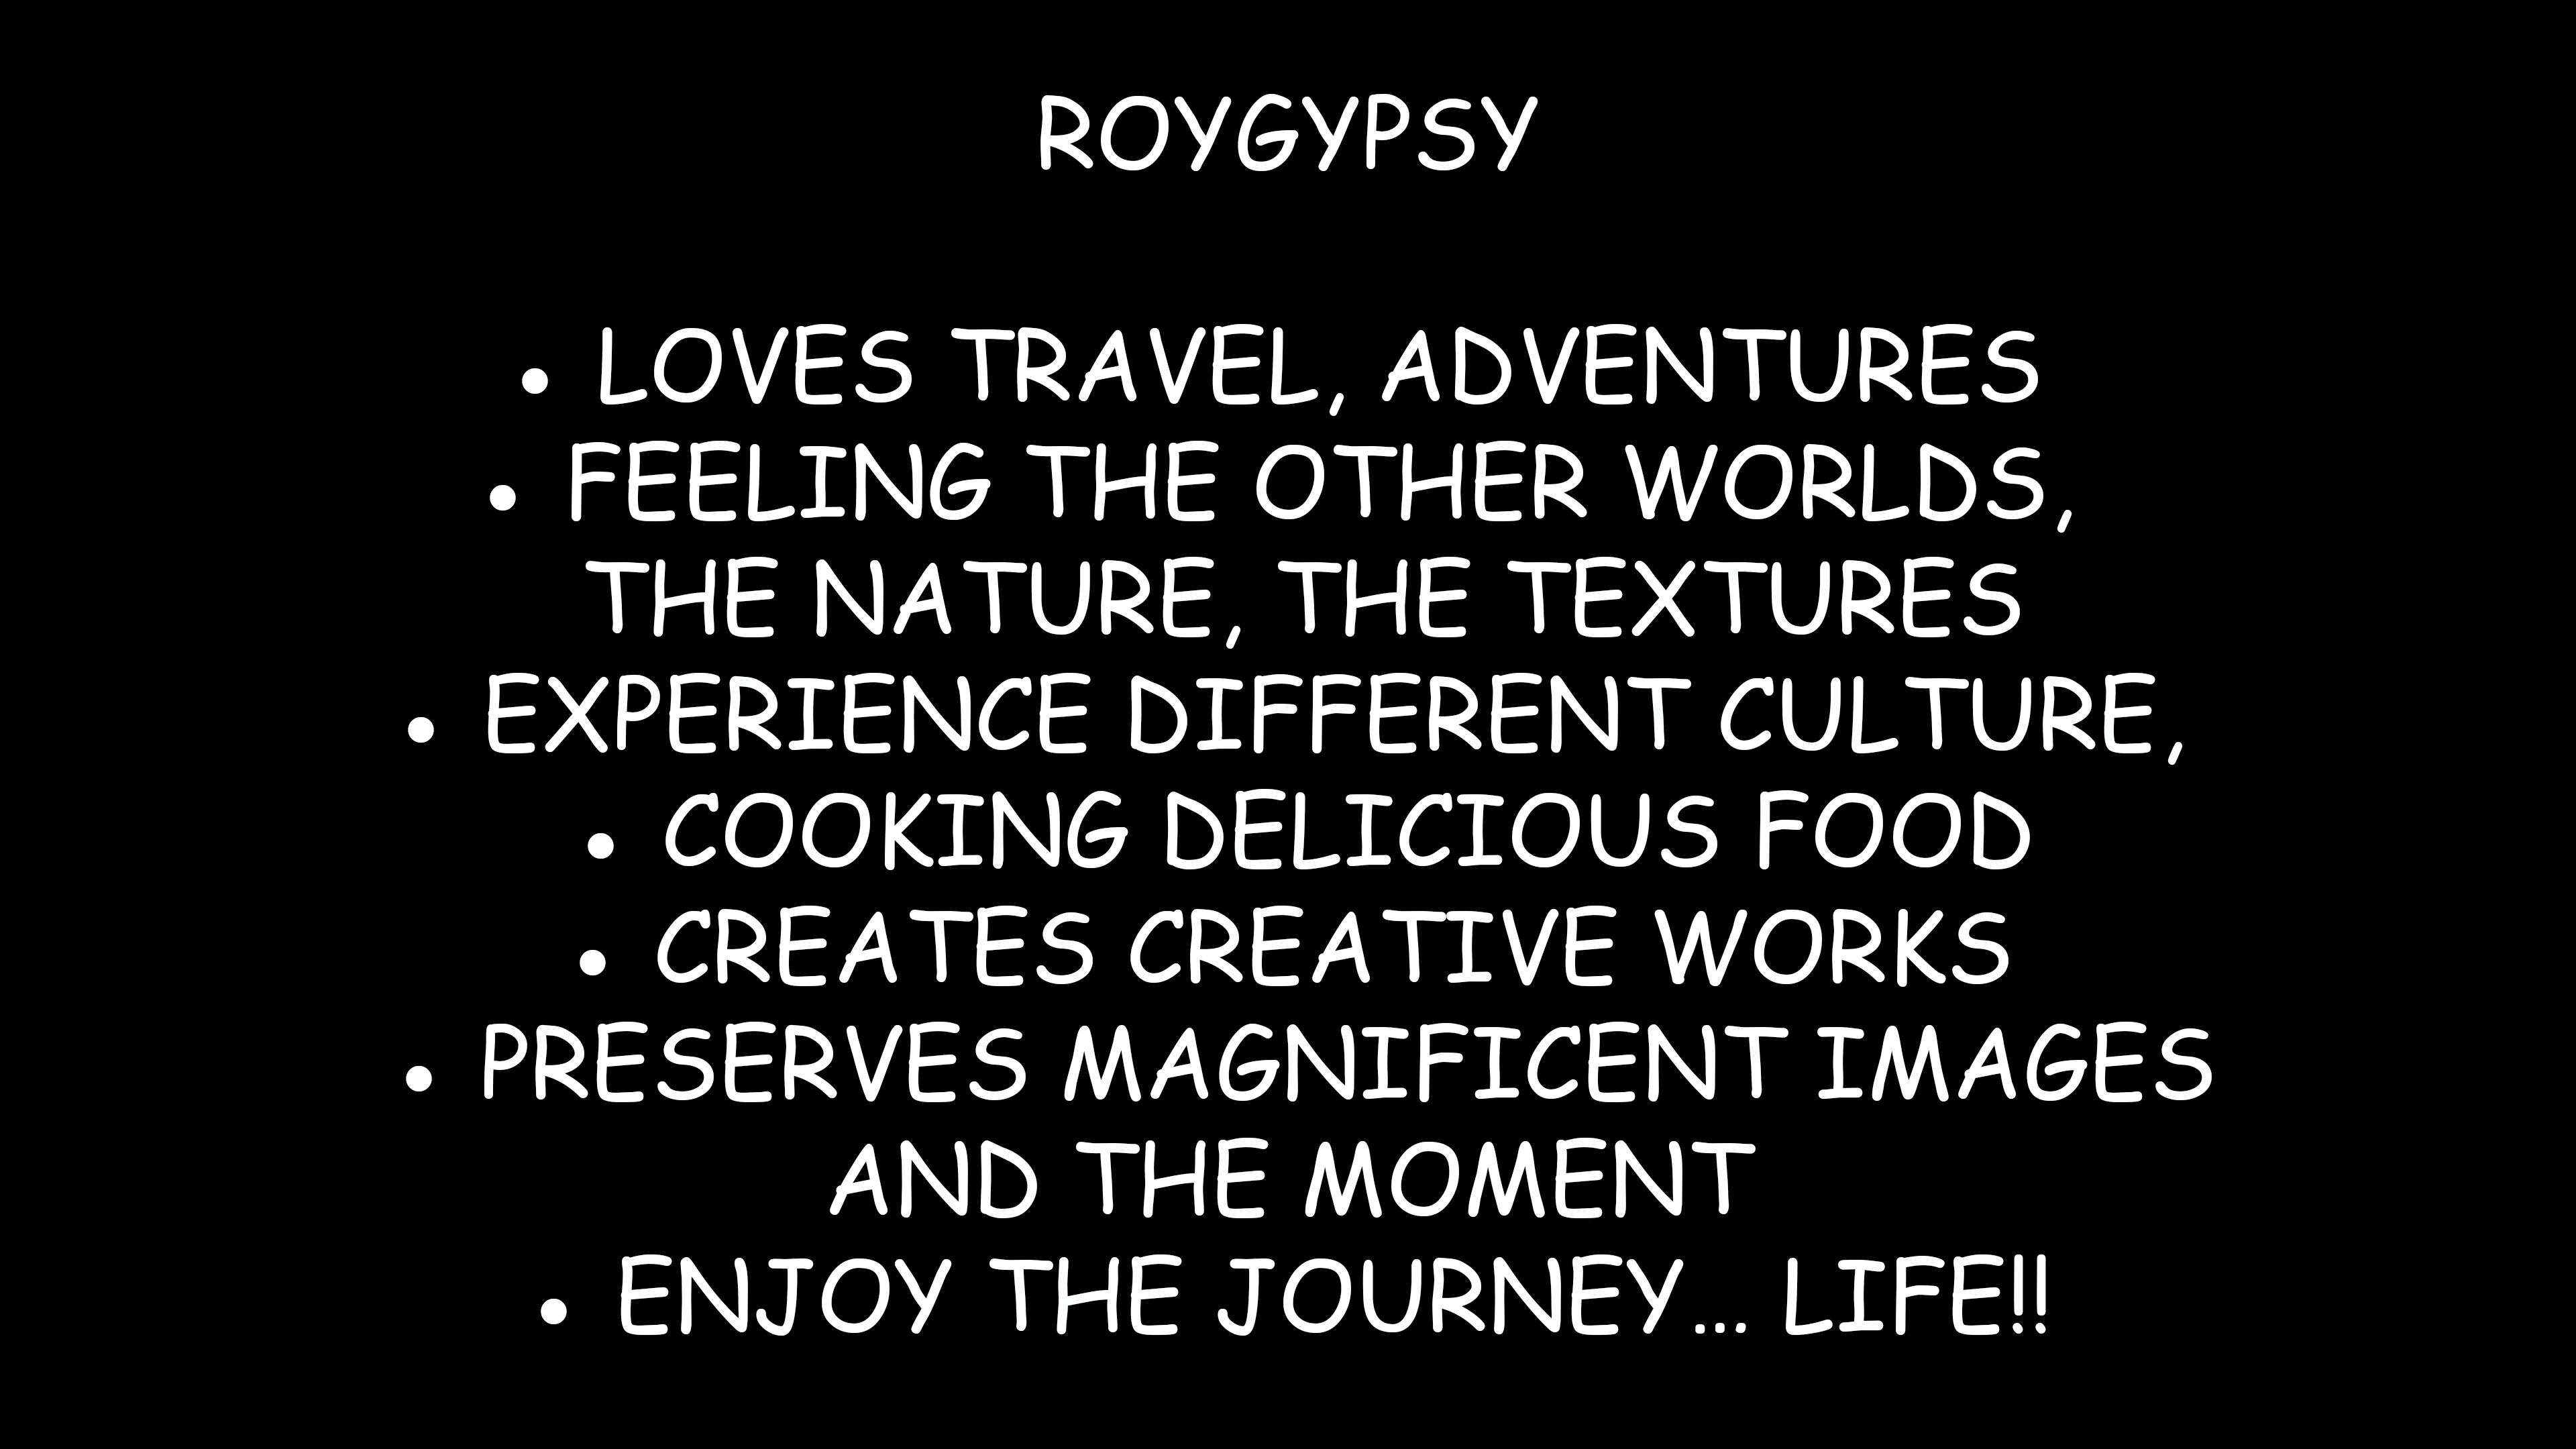 ROYGYPSY
• LOVES TRAVEL, ADVENTURES
• FEELING THE OTHER WORLDS,
THE NATURE, THE TEXTURES
• EXPERIENCE DIFFERENT CULTURE,
• COOKING DELICIOUS FOOD
• CREATES CREATIVE WORKS
• PRESERVES MAGNIFICENT IMAGES
AND THE MOMENT
• ENJOY THE JOURNEY... LIFE!!